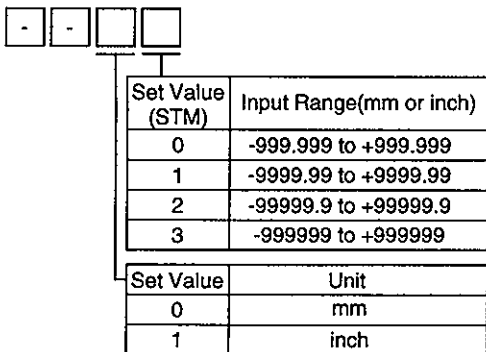 - -
Set Value Input Range(mm or inch)
(STM)
0 -999.999 to +999.999
1 -9999.99 to +9999.99
2 -99999.9 to +99999.9
3 -999999 to +999999
Set Value Unit
0 mm
1 inch